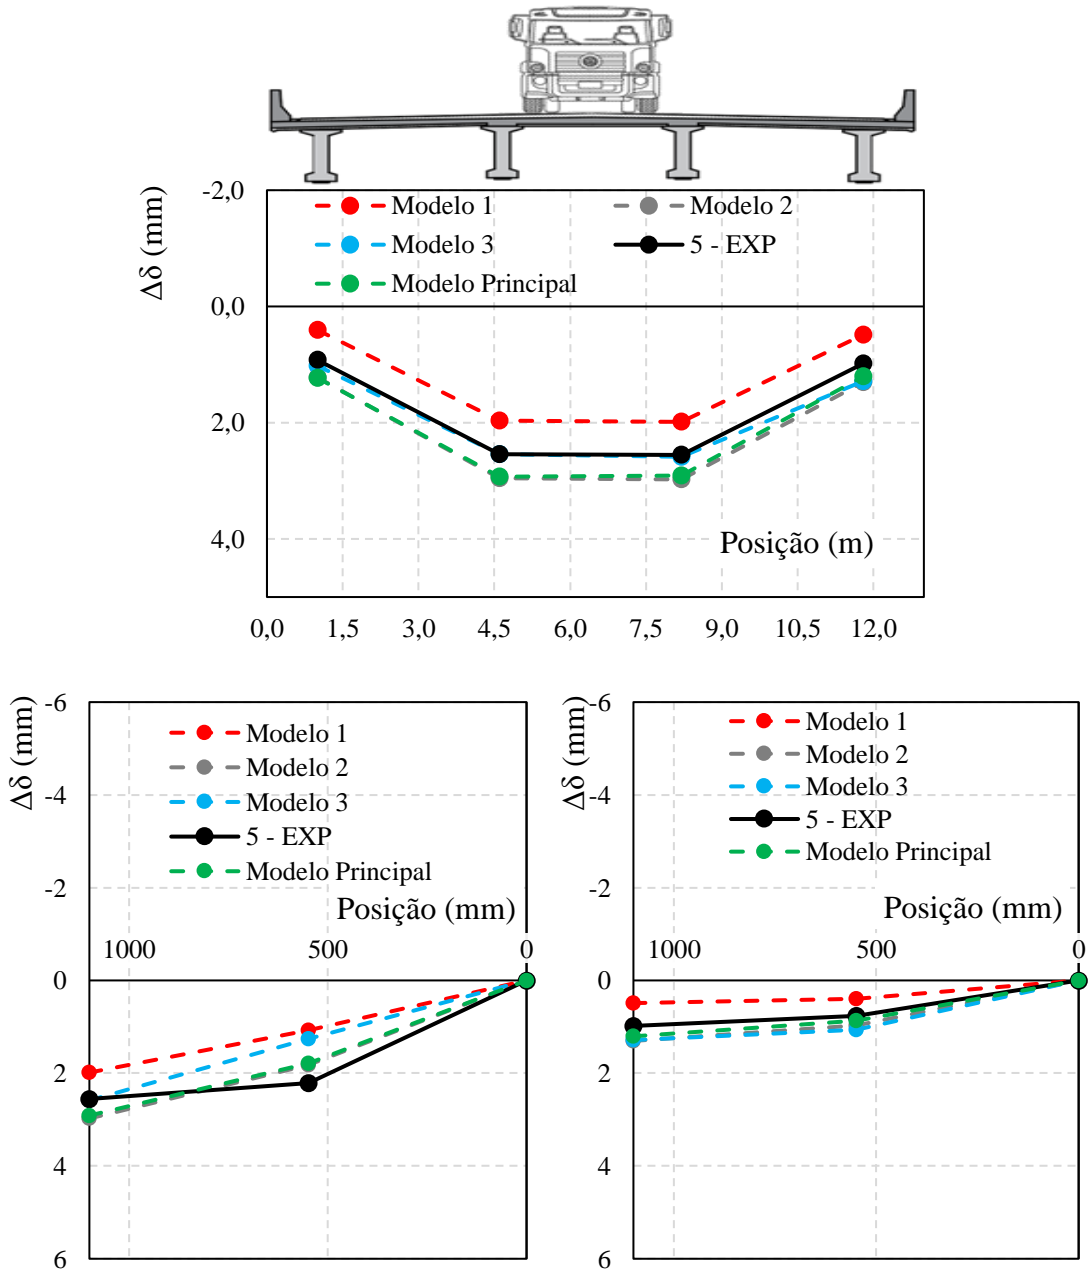 -2,0
Modelo 1
Modelo 2
Modelo 3
5 - EXP
Modelo Principal
Δδ (mm)
0,0
2,0
4,0
Posição (m)
0,0 1,5 3,0 4,5 6,0 7,5 9,0 10,5 12,0
-6
Modelo 1
Modelo 2
Modelo 3
5 - EXP
Modelo Principal
Δδ (mm)
-4
-2
Posição (mm)
1000 500 0
0
2
4
6
-6
Modelo 1
Modelo 2
Modelo 3
5 - EXP
Modelo Principal
Δδ (mm)
-4
-2
Posição (mm)
1000 500 0
0
2
4
6